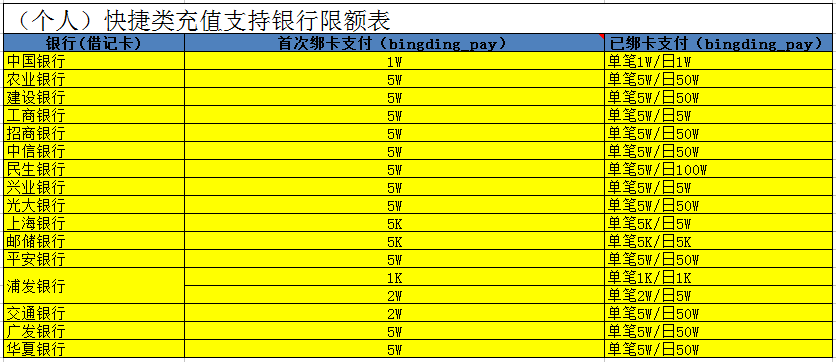 （个人）快捷类充值支持银行限额表
银行(借记卡) 首次绑卡支付（bingding_pay） 已绑卡支付（bingding_pay）
中国银行 1W 单笔1W/日1W
农业银行 5W 单笔5W/日50W
建设银行 5W 单笔5W/日50W
工商银行 5W 单笔5W/日5W
招商银行 5W 单笔5W/日50W
中信银行 5W 单笔5W/日50W
民生银行 5W 单笔5W/日100W
兴业银行 5W 单笔5W/日5W
光大银行 5W 单笔5W/日50W
上海银行 5K 单笔5K/日5W
邮储银行 5K 单笔5K/日5K
平安银行 5W 单笔5W/日50W
浦发银行 1K 单笔1K/日1K
2W 单笔2W/日5W
交通银行 2W 单笔5W/日50W
广发银行 5W 单笔5W/日50W
华夏银行 5W 单笔5W/日50W